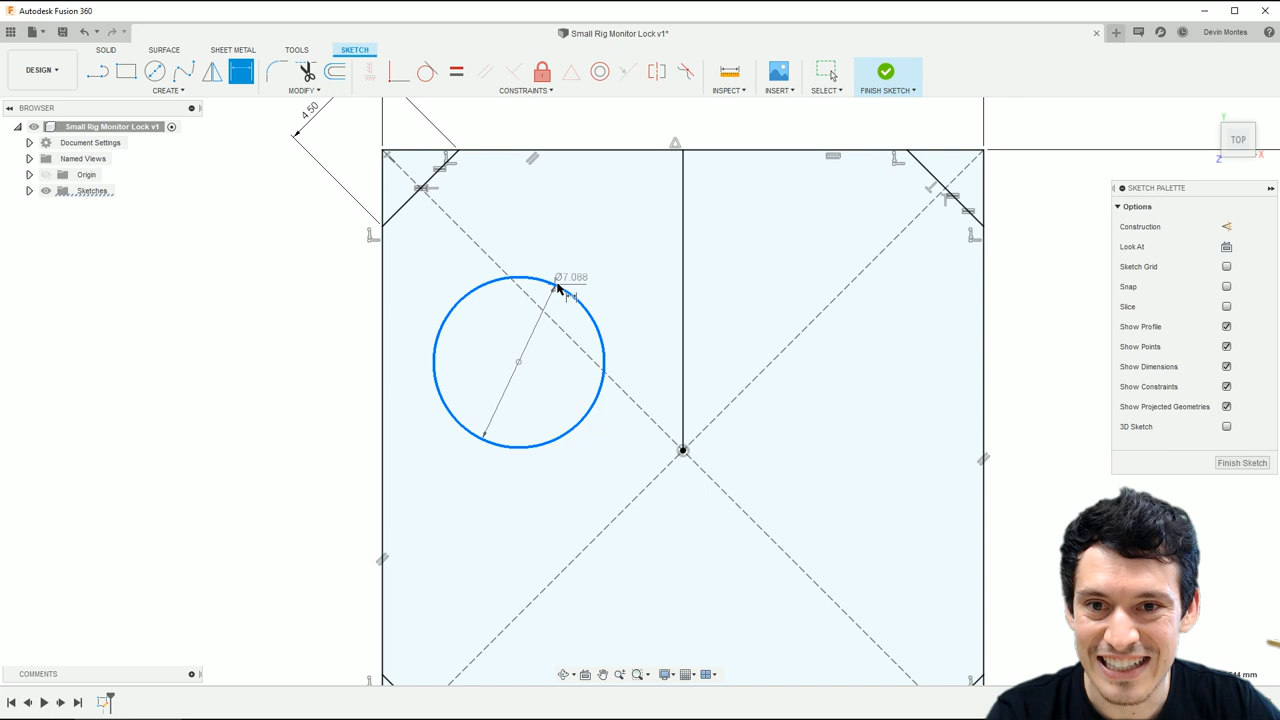 Autodesk Fusion 360
Small Rig Monitor Lock v1*
Devin Montes
DESIGN
SOLID
SURFACE
SHEET METAL
TOOLS
SKETCH
CREATE
MODIFY
CONSTRAINTS
INSPECT
INSERT
SELECT
FINISH SKETCH
BROWSER
Small Rig Monitor Lock v1
Document Settings
Named Views
Origin
Sketches
4.50
Ø7.088
TOP
Y
Z
X
SKETCH PALETTE
Options
Construction
Look At
Sketch Grid
Snap
Slice
Show Profile
Show Points
Show Dimensions
Show Constraints
Show Projected Geometries
3D Sketch
Finish Sketch
COMMENTS
mm